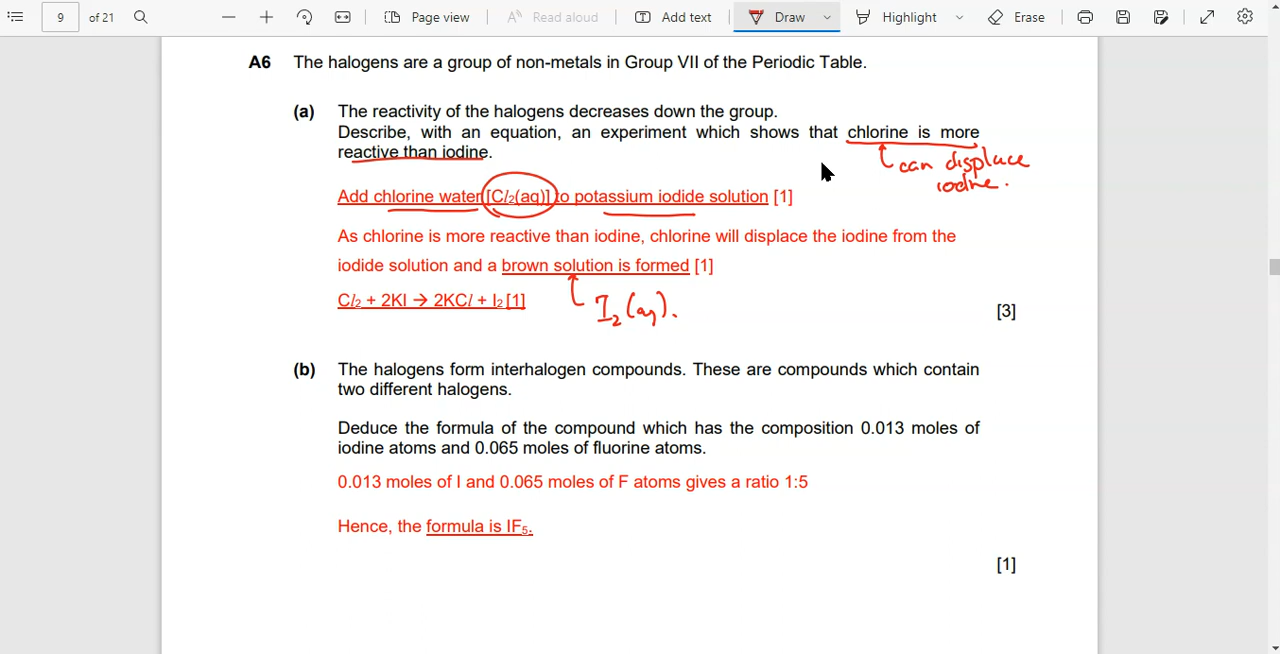 9 of 21 Page view Read aloud Add text Draw Highlight Erase
A6 The halogens are a group of non-metals in Group VII of the Periodic Table.
(a) The reactivity of the halogens decreases down the group.
Describe, with an equation, an experiment which shows that chlorine is more
reactive than iodine.
can displace
iodine.
Add chlorine water [Cl₂(aq)] to potassium iodide solution [1]
As chlorine is more reactive than iodine, chlorine will displace the iodine from the
iodide solution and a brown solution is formed [1]
Cl₂ + 2KI → 2KCl + I₂ [1]
I₂ (aq).
[3]
(b) The halogens form interhalogen compounds. These are compounds which contain
two different halogens.
Deduce the formula of the compound which has the composition 0.013 moles of
iodine atoms and 0.065 moles of fluorine atoms.
0.013 moles of I and 0.065 moles of F atoms gives a ratio 1:5
Hence, the formula is IF₅.
[1]